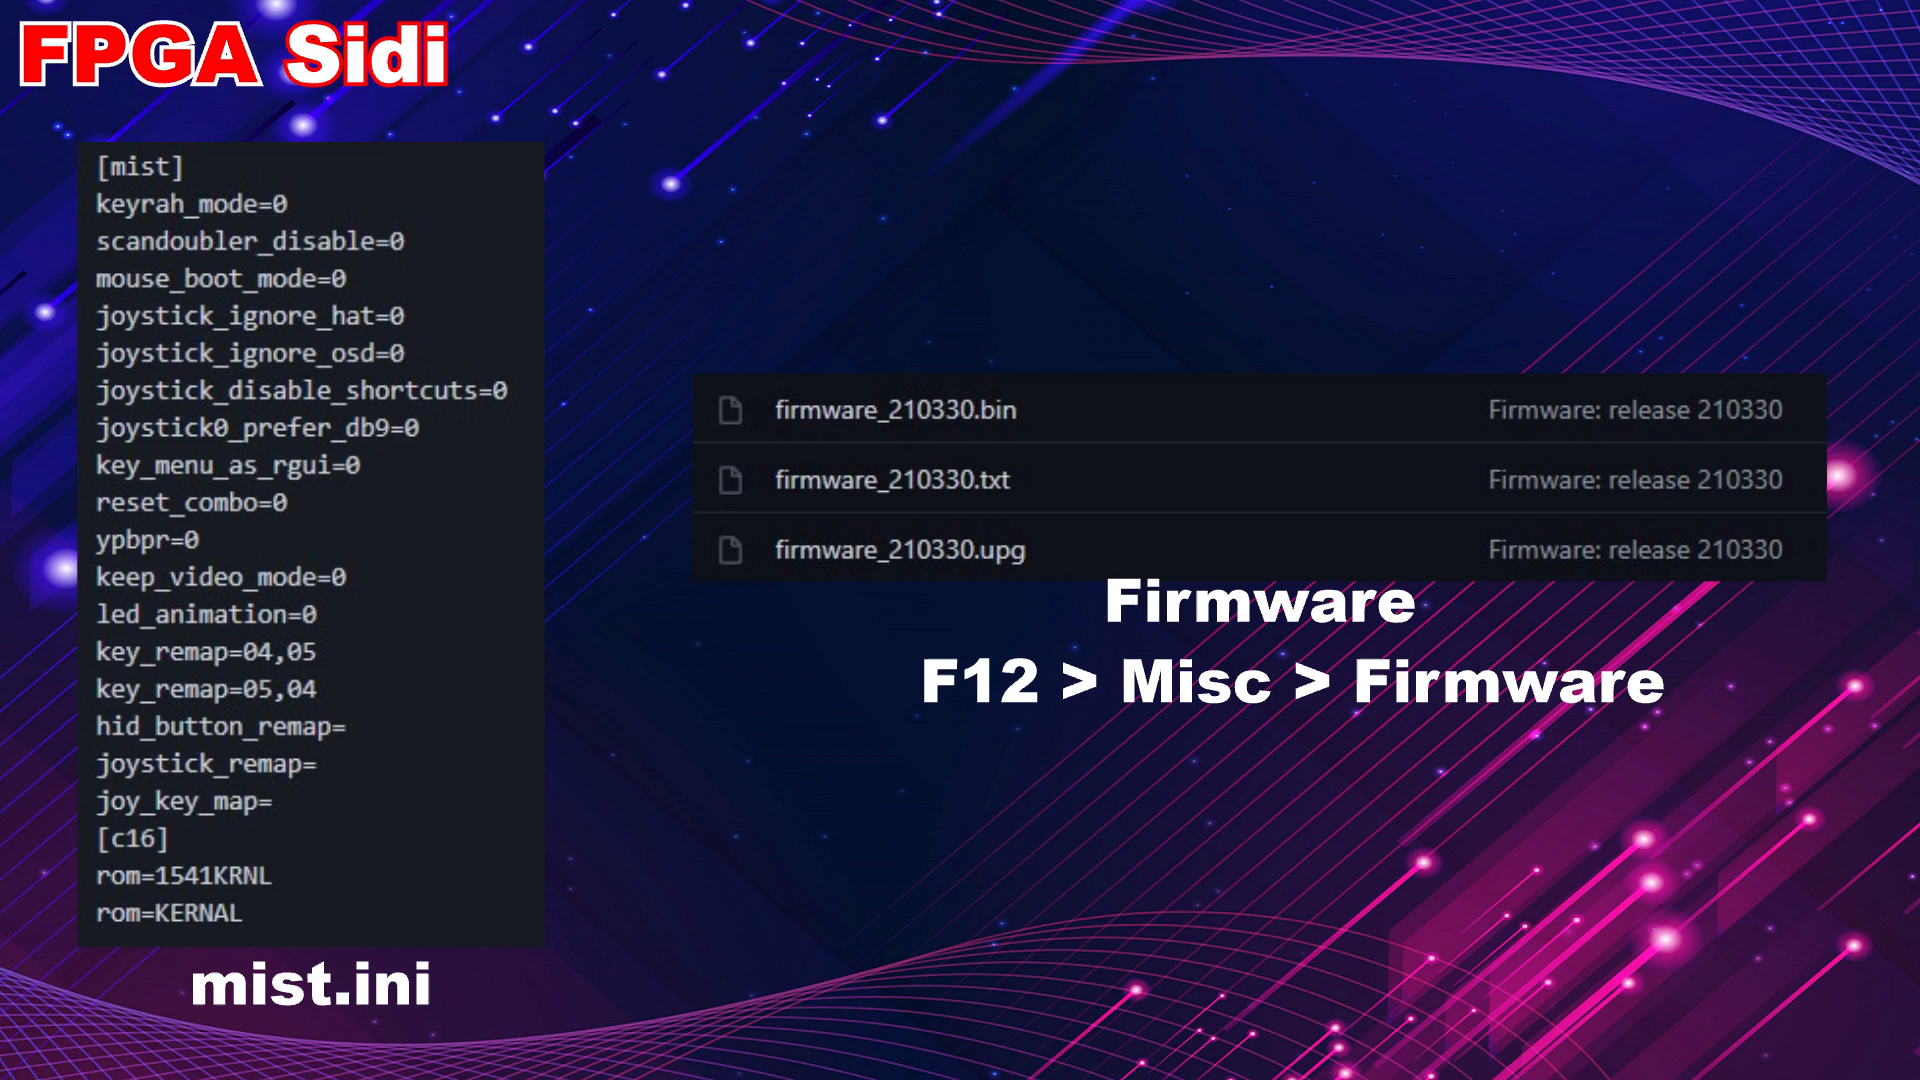 FPGA Sidi
[mist]
keyrah_mode=0
scandoubler_disable=0
mouse_boot_mode=0
joystick_ignore_hat=0
joystick_ignore_osd=0
joystick_disable_shortcuts=0
joystick0_prefer_db9=0
key_menu_as_rgui=0
reset_combo=0
ypbpr=0
keep_video_mode=0
led_animation=0
key_remap=04,05
key_remap=05,04
hid_button_remap=
joystick_remap=
joy_key_map=
[c16]
rom=1541KRNL
rom=KERNAL
mist.ini
firmware_210330.bin Firmware: release 210330
firmware_210330.txt Firmware: release 210330
firmware_210330.upg Firmware: release 210330
Firmware
F12 > Misc > Firmware